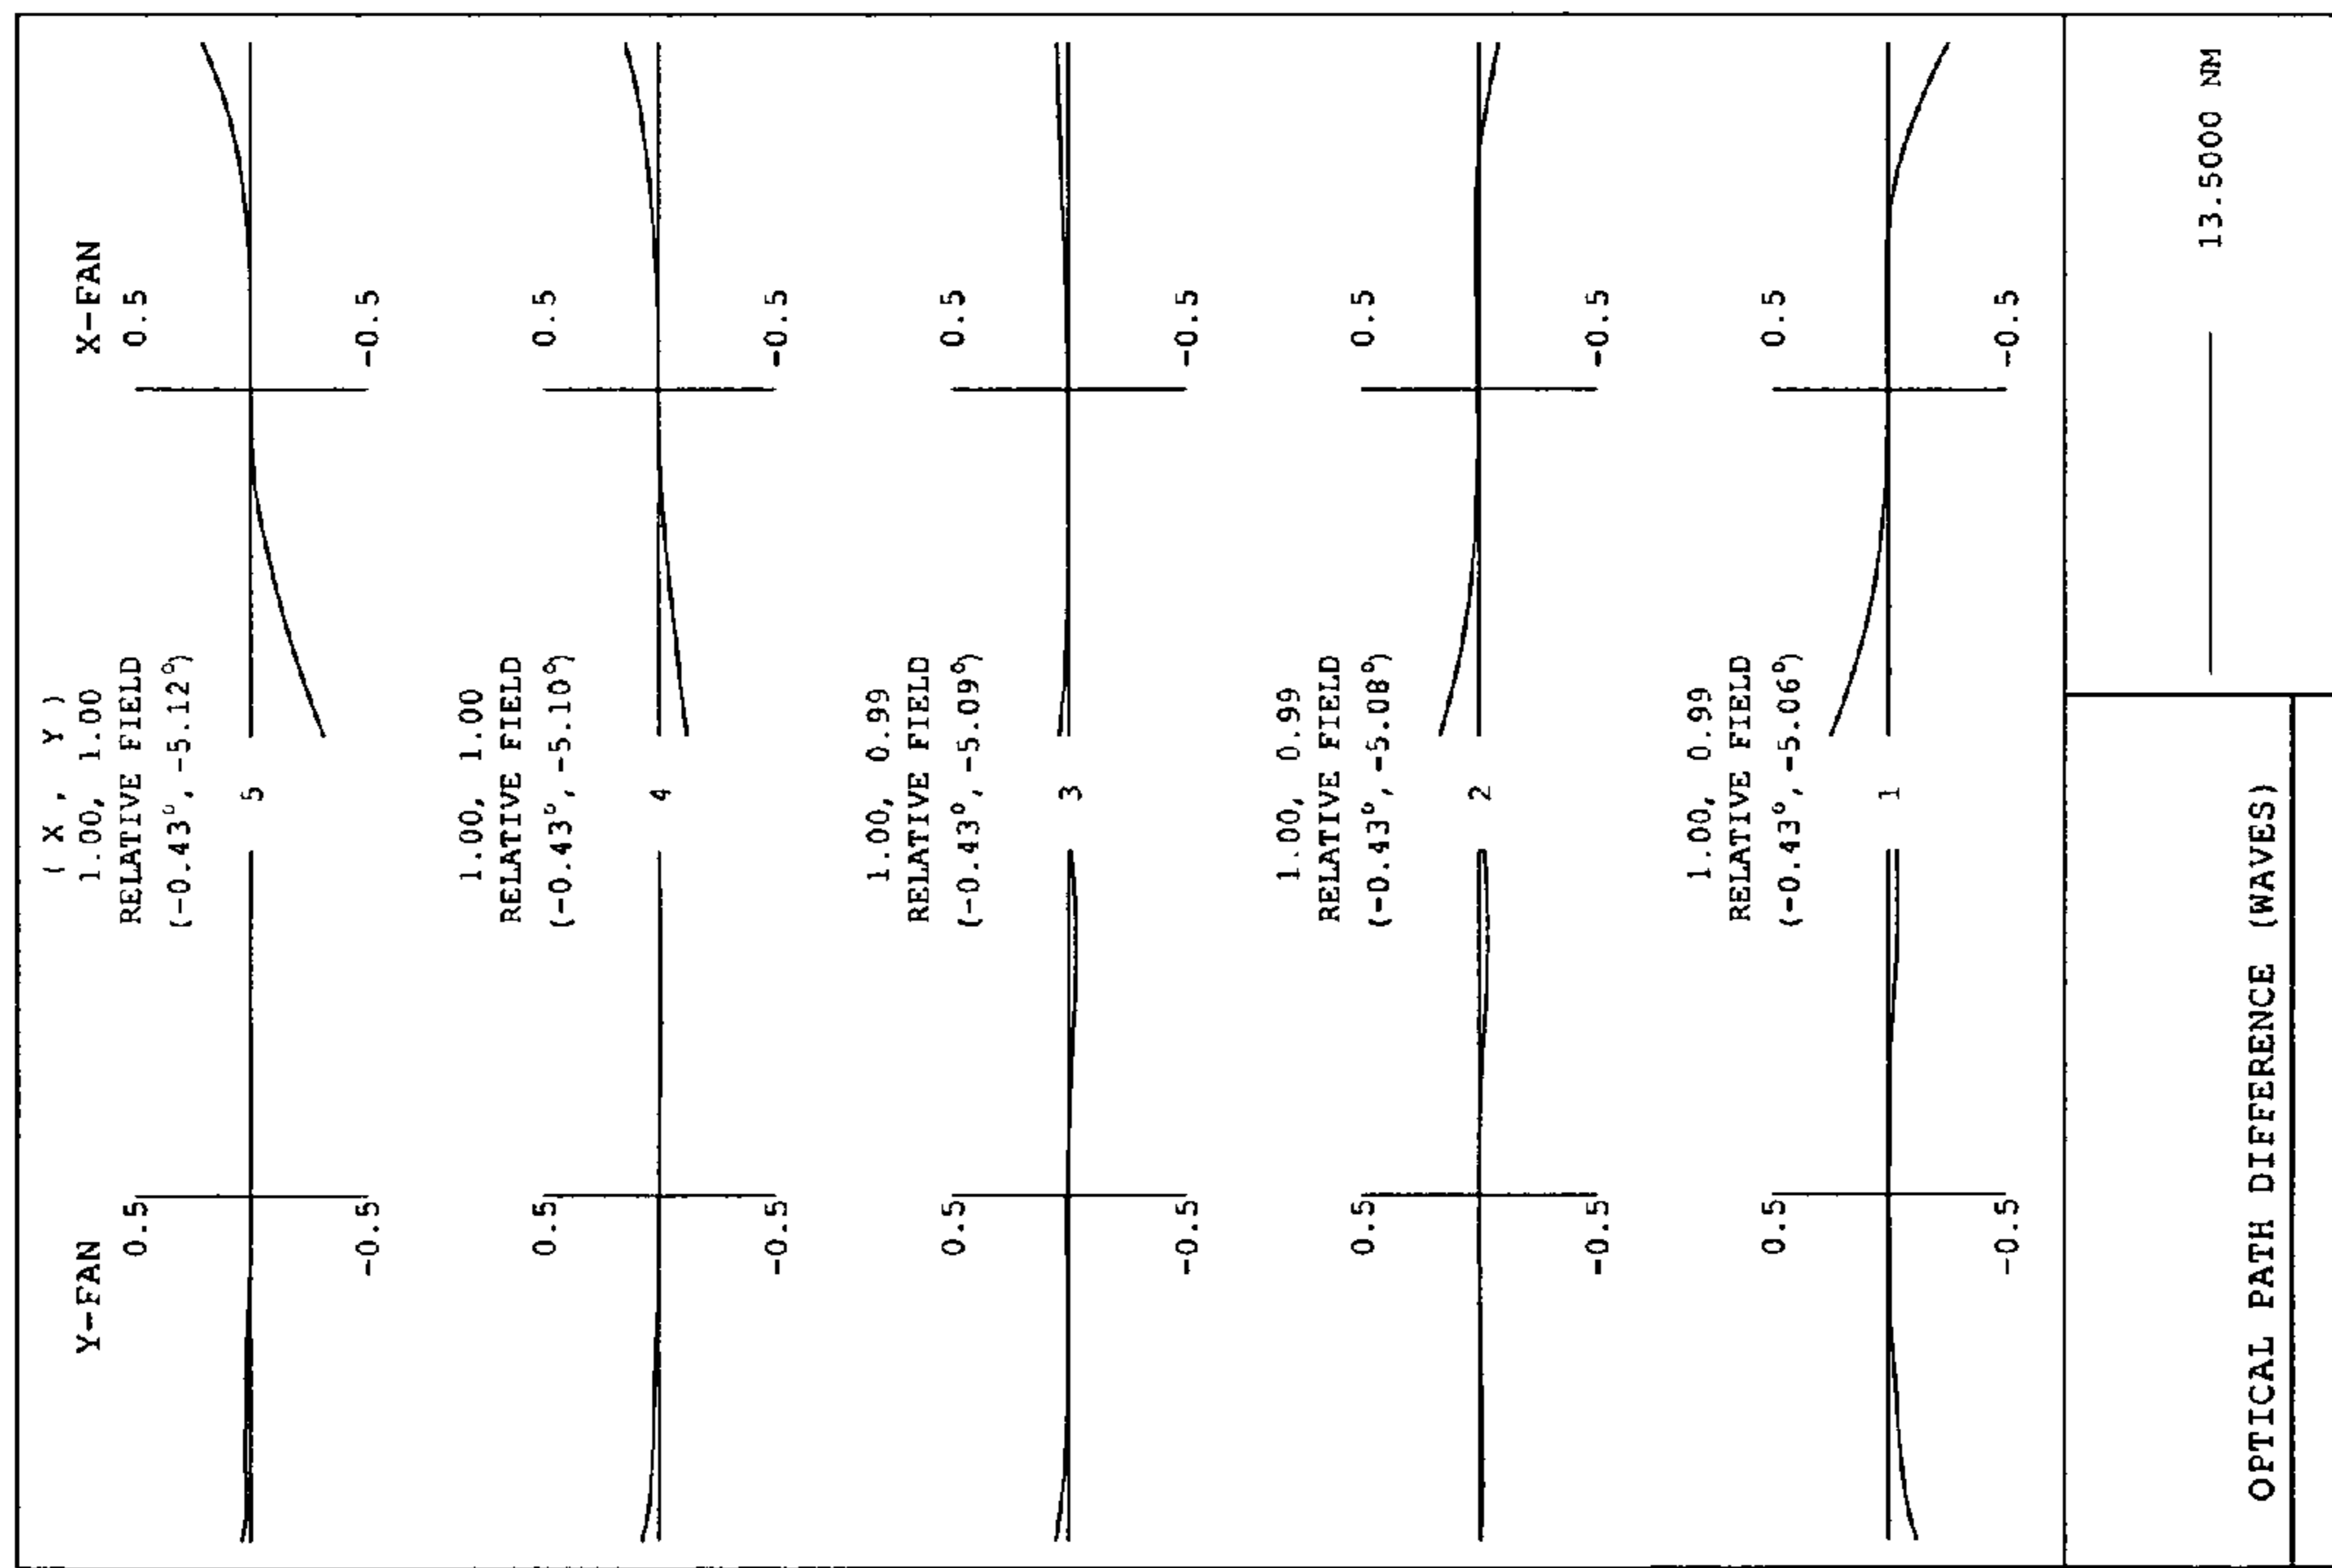 ( X , Y )
Y-FAN 1.00, 1.00 X-FAN
0.5 RELATIVE FIELD 0.5
(-0.43°, -5.12°)
5
-0.5 -0.5
1.00, 1.00
0.5 RELATIVE FIELD 0.5
(-0.43°, -5.10°)
4
-0.5 -0.5
1.00, 0.99
0.5 RELATIVE FIELD 0.5
(-0.43°, -5.09°)
3
-0.5 -0.5
1.00, 0.99
0.5 RELATIVE FIELD 0.5
(-0.43°, -5.08°)
2
-0.5 -0.5
1.00, 0.99
0.5 RELATIVE FIELD 0.5
(-0.43°, -5.06°)
1
-0.5 -0.5
13.5000 NM
OPTICAL PATH DIFFERENCE (WAVES)